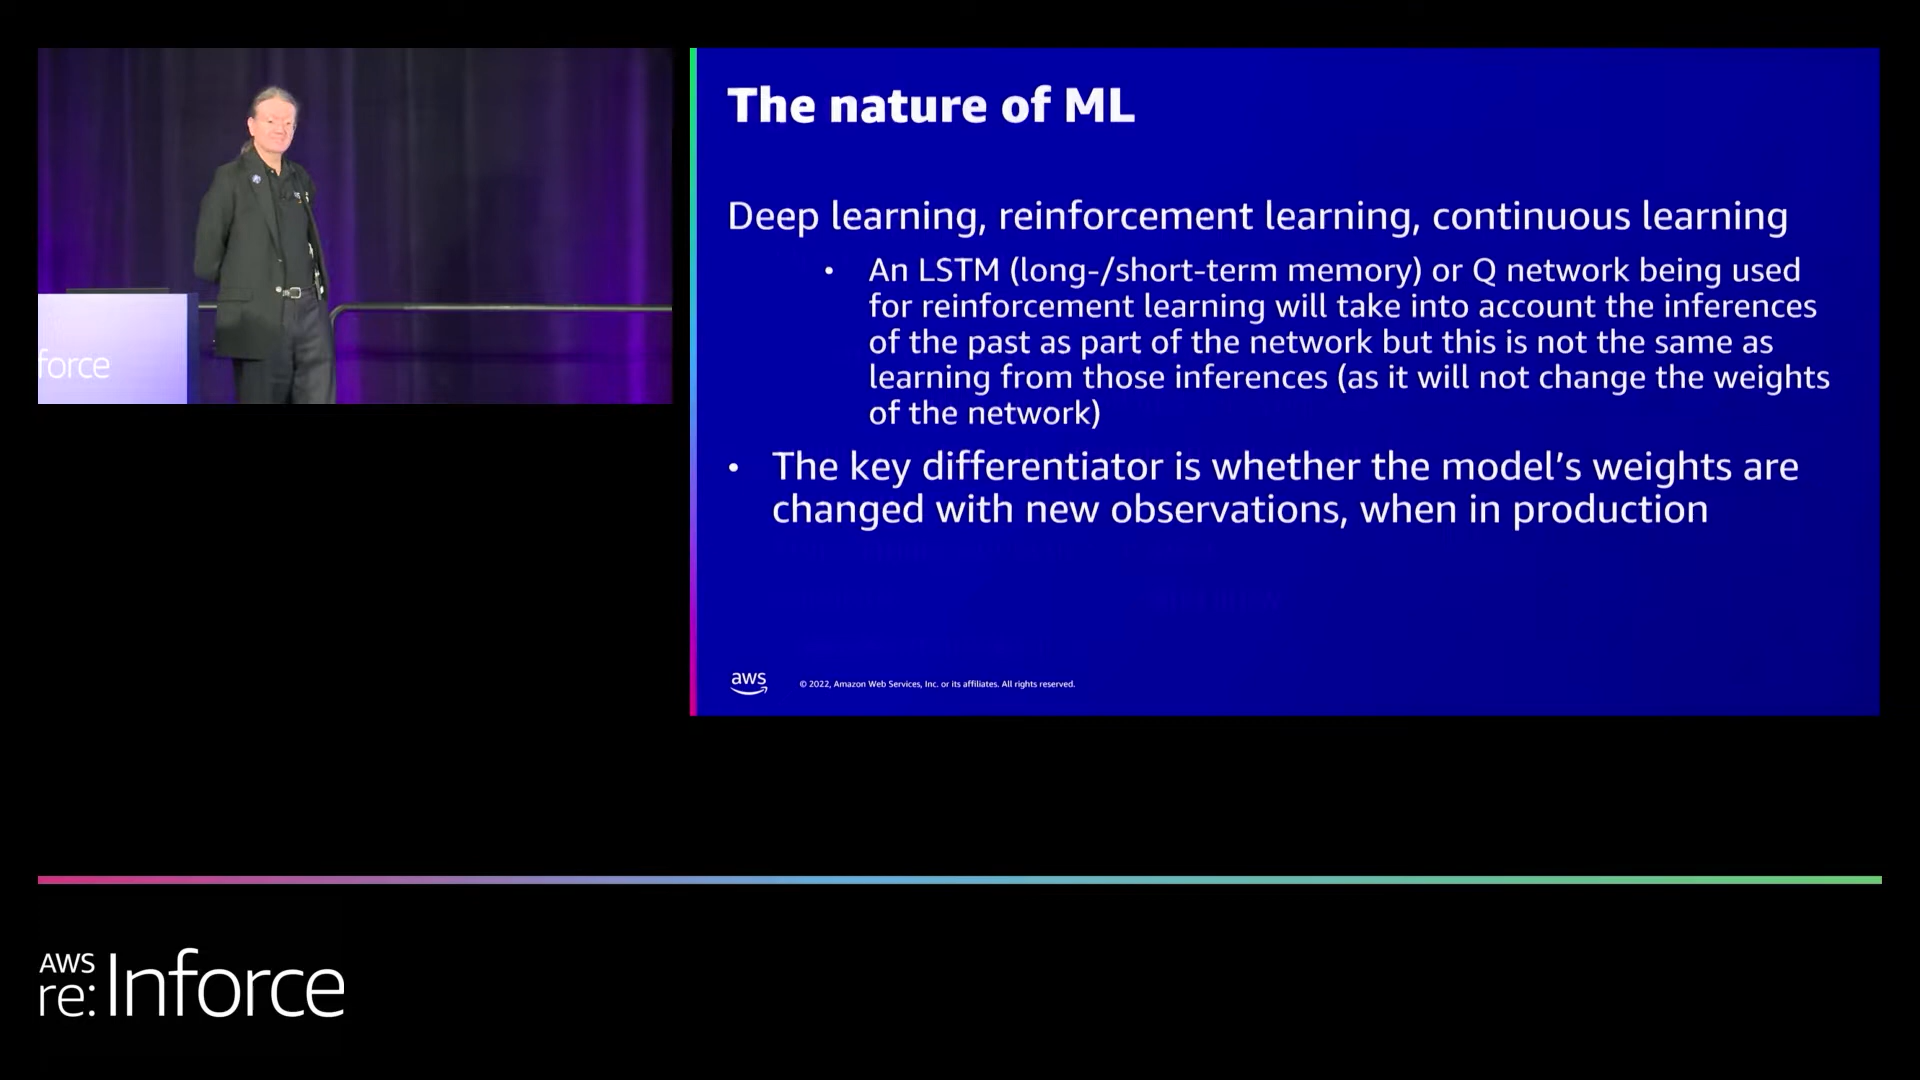 force
The nature of ML
Deep learning, reinforcement learning, continuous learning
• An LSTM (long-/short-term memory) or Q network being used
for reinforcement learning will take into account the inferences
of the past as part of the network but this is not the same as
learning from those inferences (as it will not change the weights
of the network)
• The key differentiator is whether the model's weights are
changed with new observations, when in production
aws
© 2022, Amazon Web Services, Inc. or its affiliates. All rights reserved.
AWS
re:Inforce